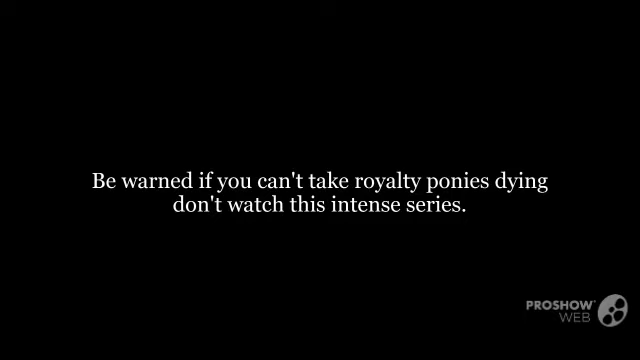 Be warned if you can't take royalty ponies dying
don't watch this intense series.
PROSHOW
WEB